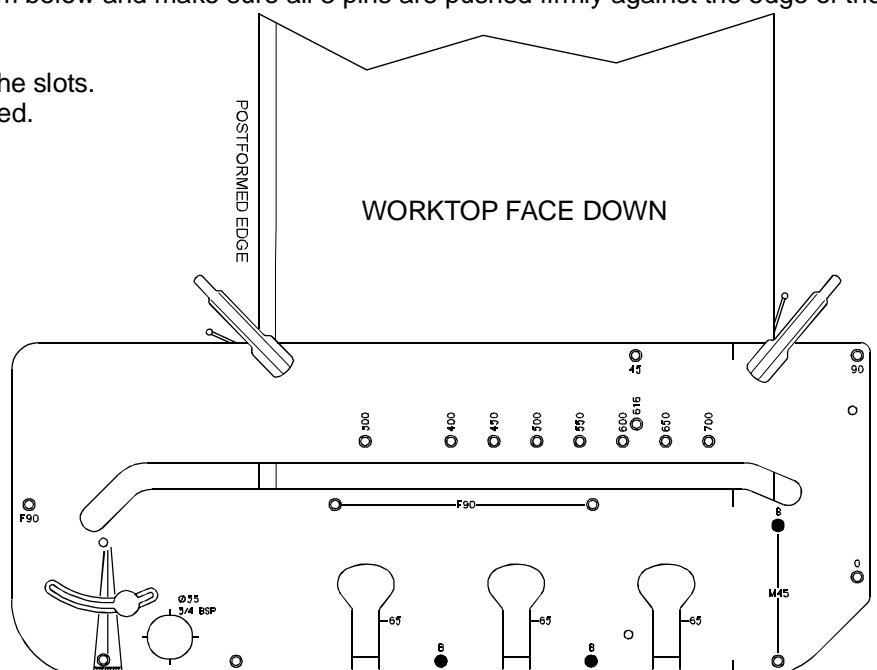 below and make sure all pins are pushed firmly against the edge of the
he slots.
ed.
POSTFORMED EDGE
WORKTOP FACE DOWN
45
90
300
400
450
500
550
600
616
650
700
F90
F90
8
0
M45
Ø35
3/4 BSP
65
65
65
8
8